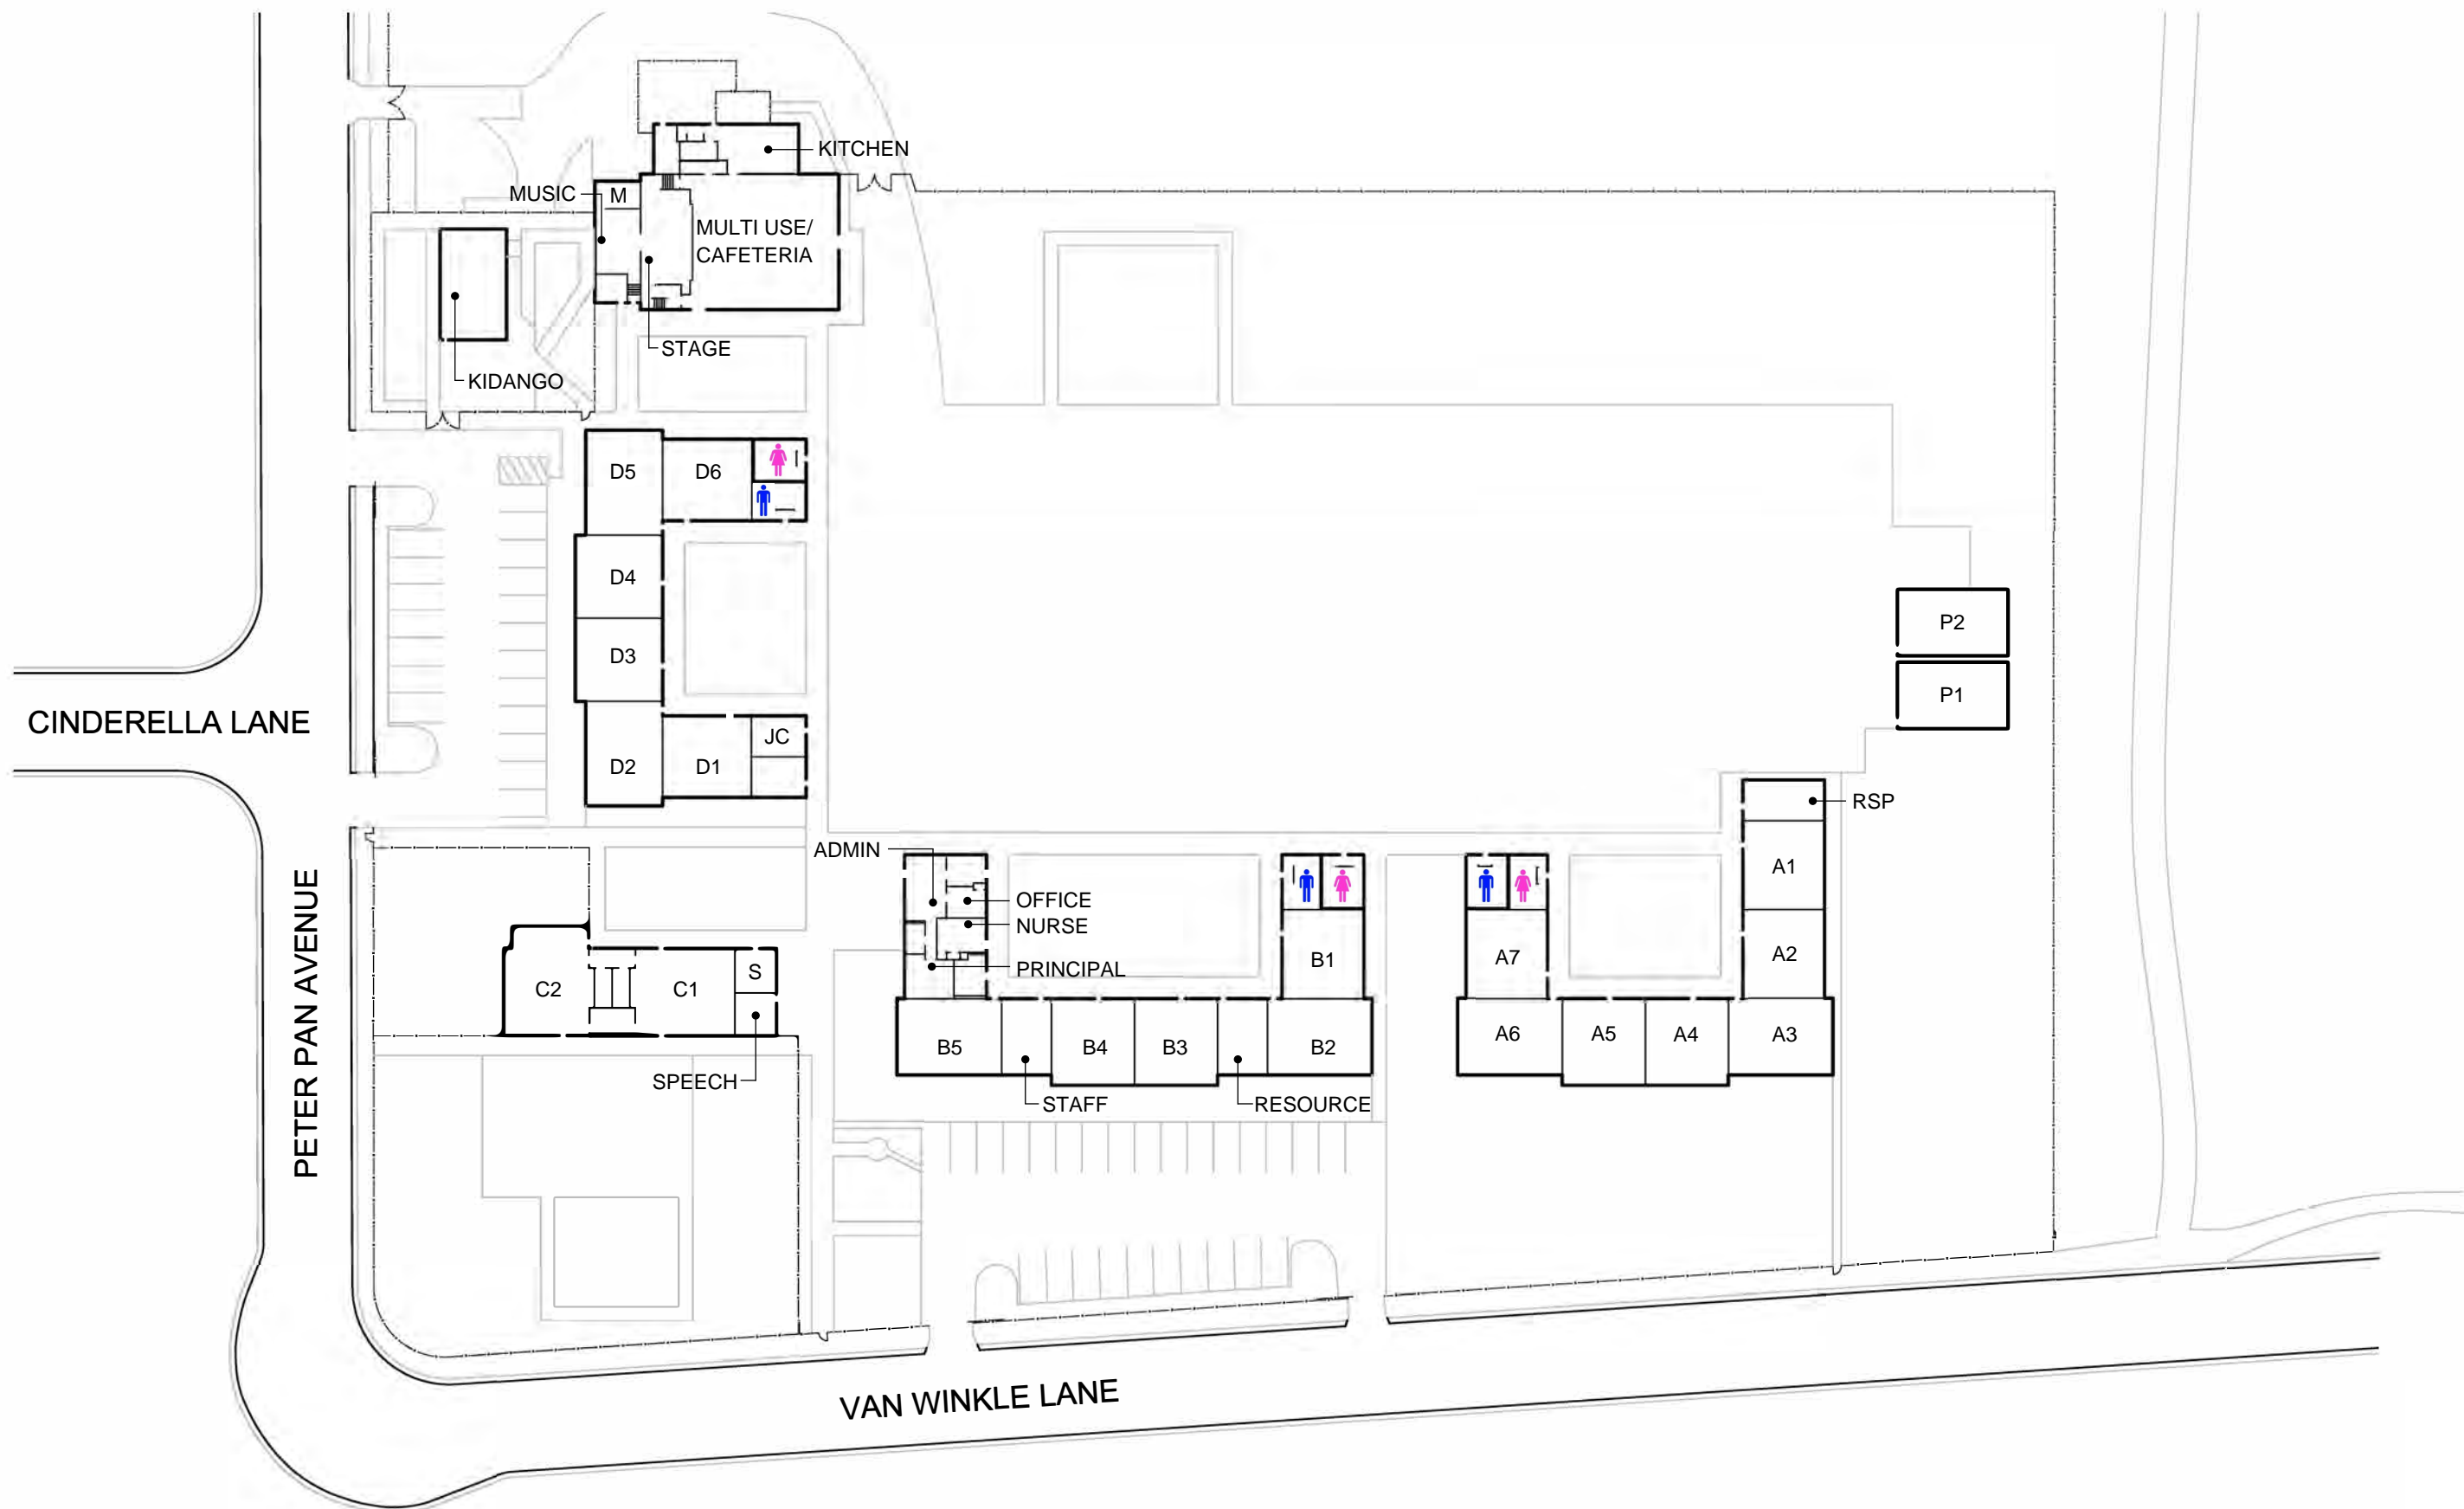 KITCHEN
MUSIC
M
MULTI USE/
CAFETERIA
STAGE
KIDANGO
D5
D6
D4
D3
D2
D1
JC
P2
P1
CINDERELLA LANE
PETER PAN AVENUE
RSP
A1
A2
A3
A4
A5
A6
A7
ADMIN
OFFICE
NURSE
PRINCIPAL
B1
B2
B3
B4
B5
STAFF
RESOURCE
C2
C1
S
SPEECH
VAN WINKLE LANE